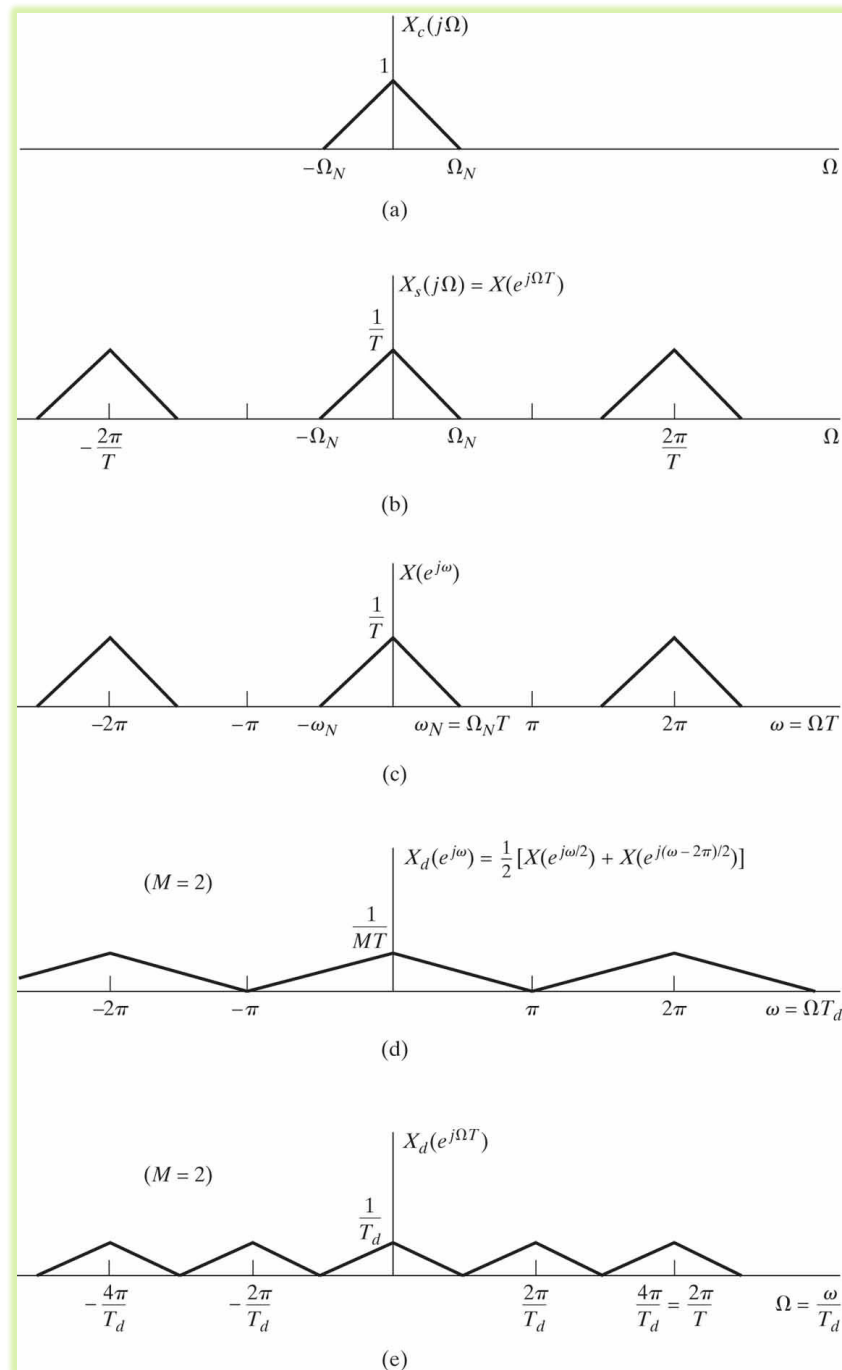 X_c(jΩ)
1
−Ω_N Ω_N Ω
(a)
X_s(jΩ) = X(e^{jΩT})
1/T
−2π/T −Ω_N Ω_N 2π/T Ω
(b)
X(e^{jω})
1/T
−2π −π −ω_N ω_N = Ω_N T π 2π ω = ΩT
(c)
X_d(e^{jω}) = 1/2 [X(e^{jω/2}) + X(e^{j(ω − 2π)/2})]
(M = 2)
1/MT
−2π −π π 2π ω = ΩT_d
(d)
X_d(e^{jΩT})
(M = 2)
1/T_d
−4π/T_d −2π/T_d 2π/T_d 4π/T_d = 2π/T Ω = ω/T_d
(e)